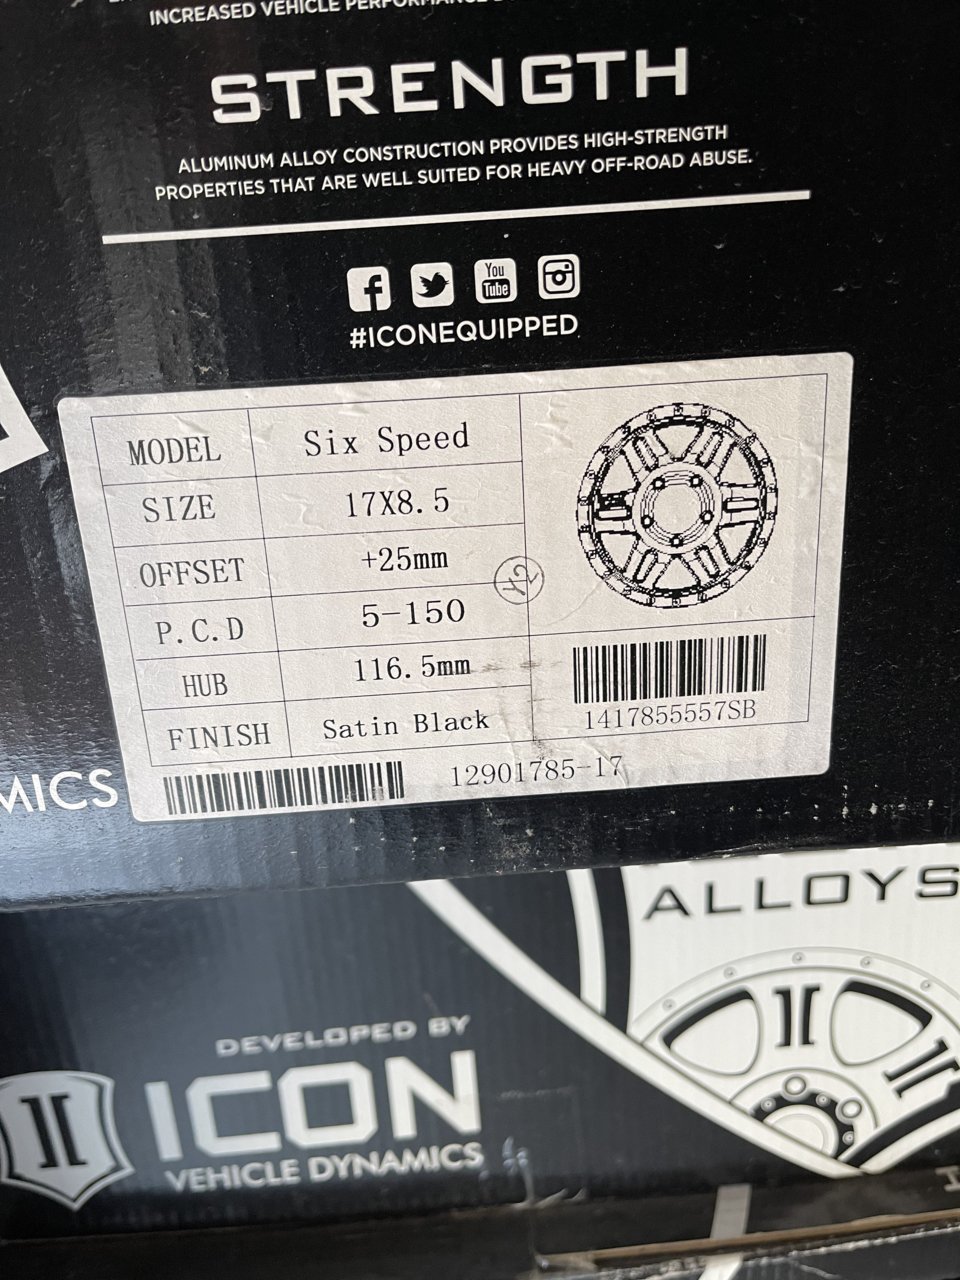 INCREASED VEHICLE PERFORMANCE
STRENGTH
ALUMINUM ALLOY CONSTRUCTION PROVIDES HIGH-STRENGTH
PROPERTIES THAT ARE WELL SUITED FOR HEAVY OFF-ROAD ABUSE.
You
Tube
#ICONEQUIPPED
MODEL Six Speed
SIZE 17X8.5
OFFSET +25mm
P.C.D 5-150
HUB 116.5mm
FINISH Satin Black
Y2
1417855557SB
12901785-17
MICS
ALLOYS
DEVELOPED BY
ICON
VEHICLE DYNAMICS